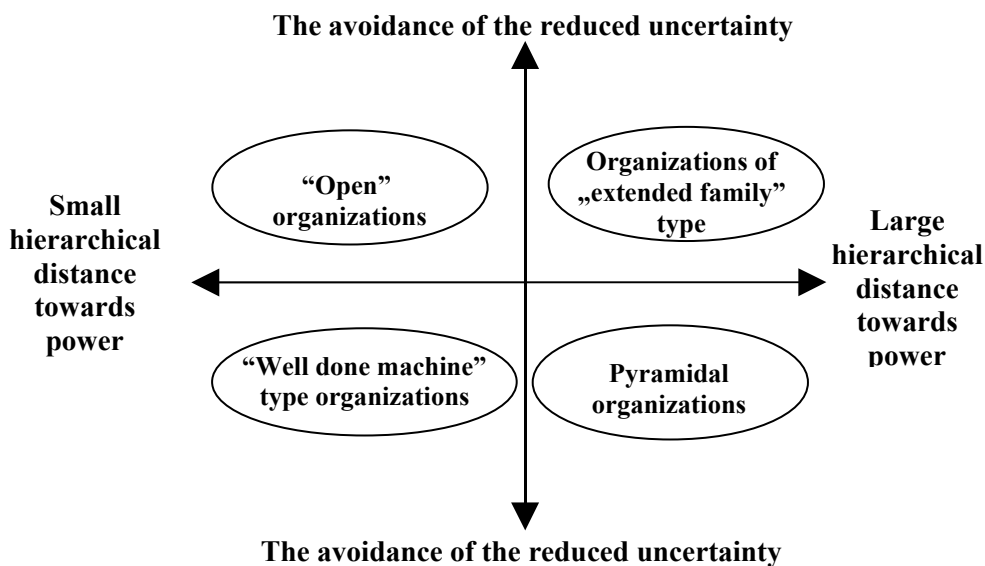 The avoidance of the reduced uncertainty
“Open”
organizations
Organizations of
„extended family”
type
Small
hierarchical
distance
towards
power
Large
hierarchical
distance
towards
power
“Well done machine”
type organizations
Pyramidal
organizations
The avoidance of the reduced uncertainty